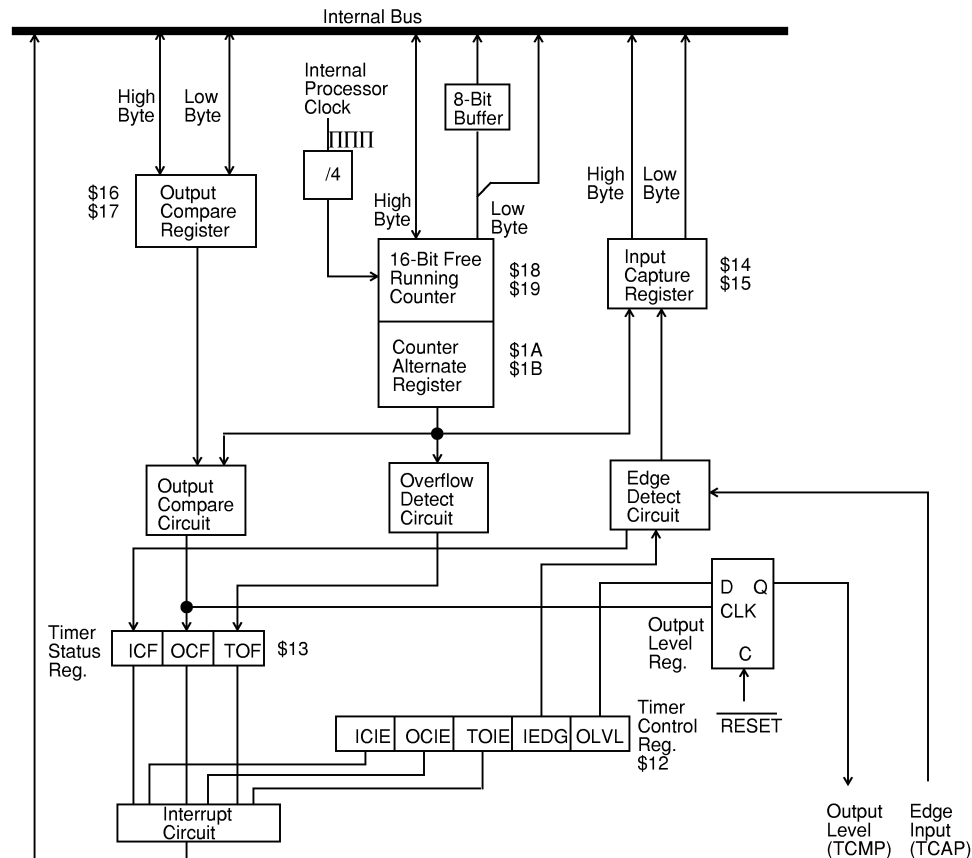 Internal Bus
High
Byte
Low
Byte
Internal
Processor
Clock
/4
8-Bit
Buffer
High
Byte
Low
Byte
High
Byte
Low
Byte
$16
$17
Output
Compare
Register
16-Bit Free
Running
Counter
$18
$19
Counter
Alternate
Register
$1A
$1B
Input
Capture
Register
$14
$15
Output
Compare
Circuit
Overflow
Detect
Circuit
Edge
Detect
Circuit
D Q
CLK
C
Output
Level
Reg.
RESET
Timer
Status
Reg.
ICF OCF TOF
$13
ICIE OCIE TOIE IEDG OLVL
Timer
Control
Reg.
$12
Interrupt
Circuit
Output
Level
(TCMP)
Edge
Input
(TCAP)